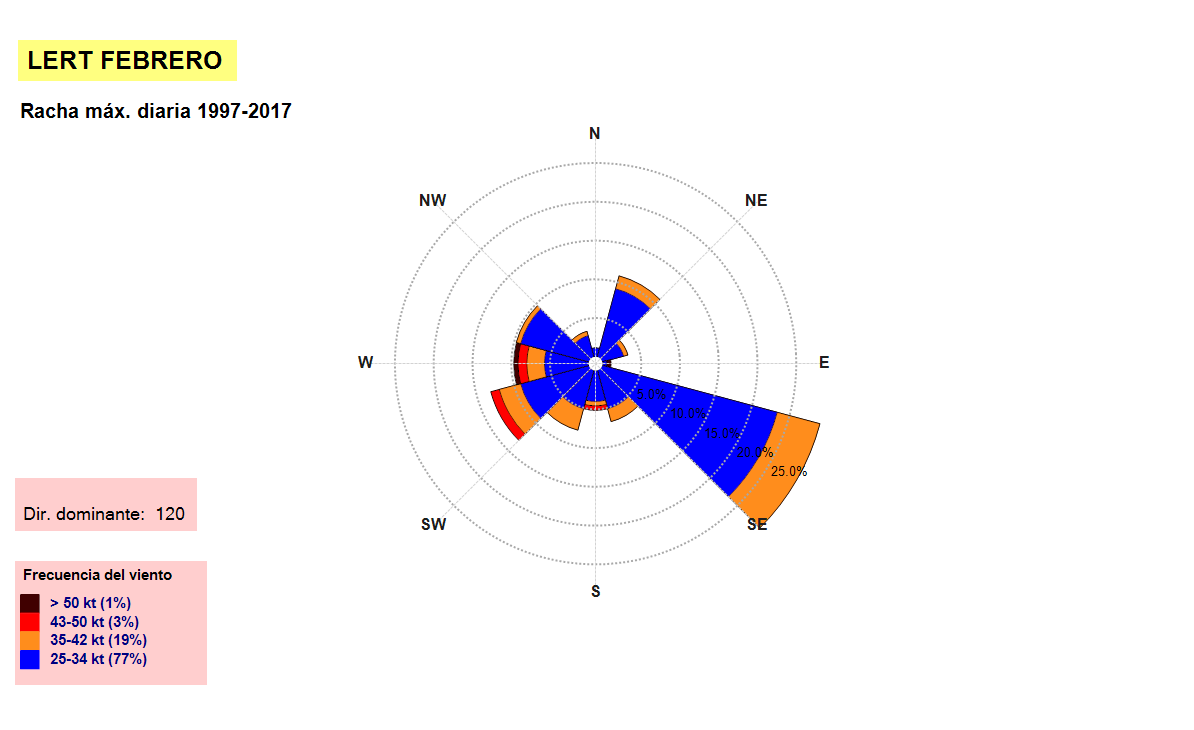 LERT FEBRERO
Racha máx. diaria 1997-2017
N
NW
NE
W
E
5.0%
10.0%
15.0%
20.0%
25.0%
SW
SE
S
Dir. dominante: 120
Frecuencia del viento
> 50 kt (1%)
43-50 kt (3%)
35-42 kt (19%)
25-34 kt (77%)